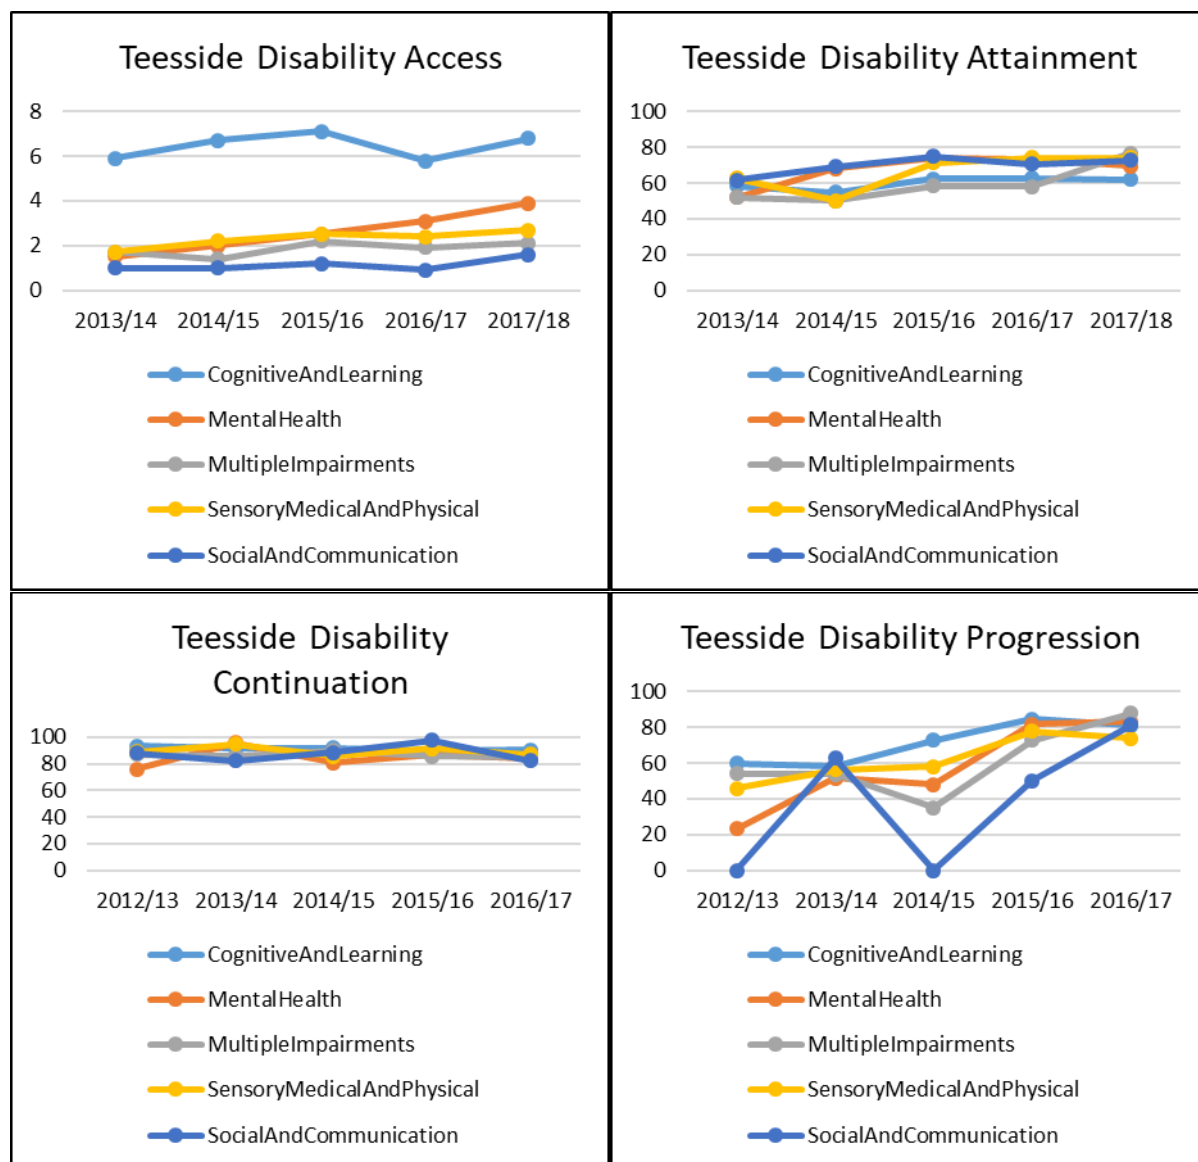 Teesside Disability Access
8
6
4
2
0
2013/14 2014/15 2015/16 2016/17 2017/18
CognitiveAndLearning
MentalHealth
MultipleImpairments
SensoryMedicalAndPhysical
SocialAndCommunication
Teesside Disability Attainment
100
80
60
40
20
0
2013/14 2014/15 2015/16 2016/17 2017/18
CognitiveAndLearning
MentalHealth
MultipleImpairments
SensoryMedicalAndPhysical
SocialAndCommunication
Teesside Disability
Continuation
100
80
60
40
20
0
2012/13 2013/14 2014/15 2015/16 2016/17
CognitiveAndLearning
MentalHealth
MultipleImpairments
SensoryMedicalAndPhysical
SocialAndCommunication
Teesside Disability Progression
100
80
60
40
20
0
2012/13 2013/14 2014/15 2015/16 2016/17
CognitiveAndLearning
MentalHealth
MultipleImpairments
SensoryMedicalAndPhysical
SocialAndCommunication